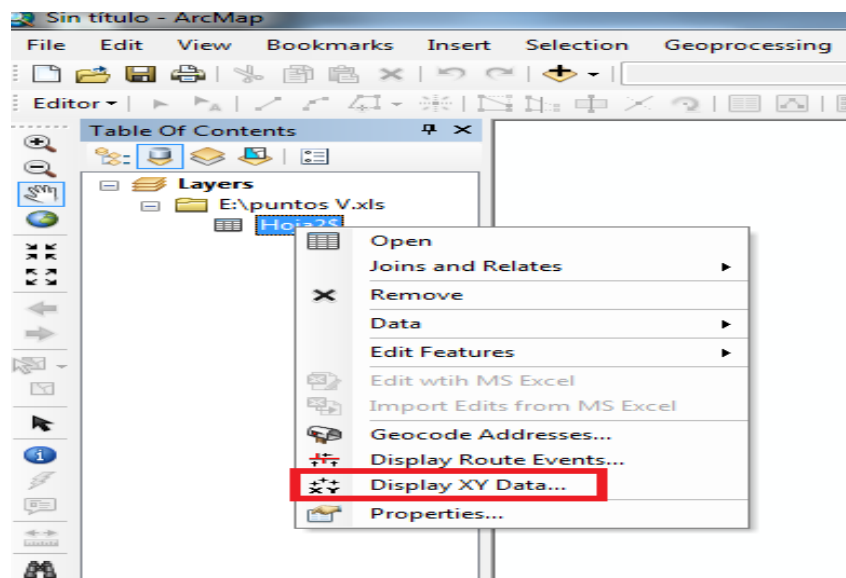 Sin título - ArcMap
File Edit View Bookmarks Insert Selection Geoprocessing
Editor
Table Of Contents
Layers
E:\puntos V.xls
Hoja2$
Open
Joins and Relates
Remove
Data
Edit Features
Edit wtih MS Excel
Import Edits from MS Excel
Geocode Addresses...
Display Route Events...
Display XY Data...
Properties...